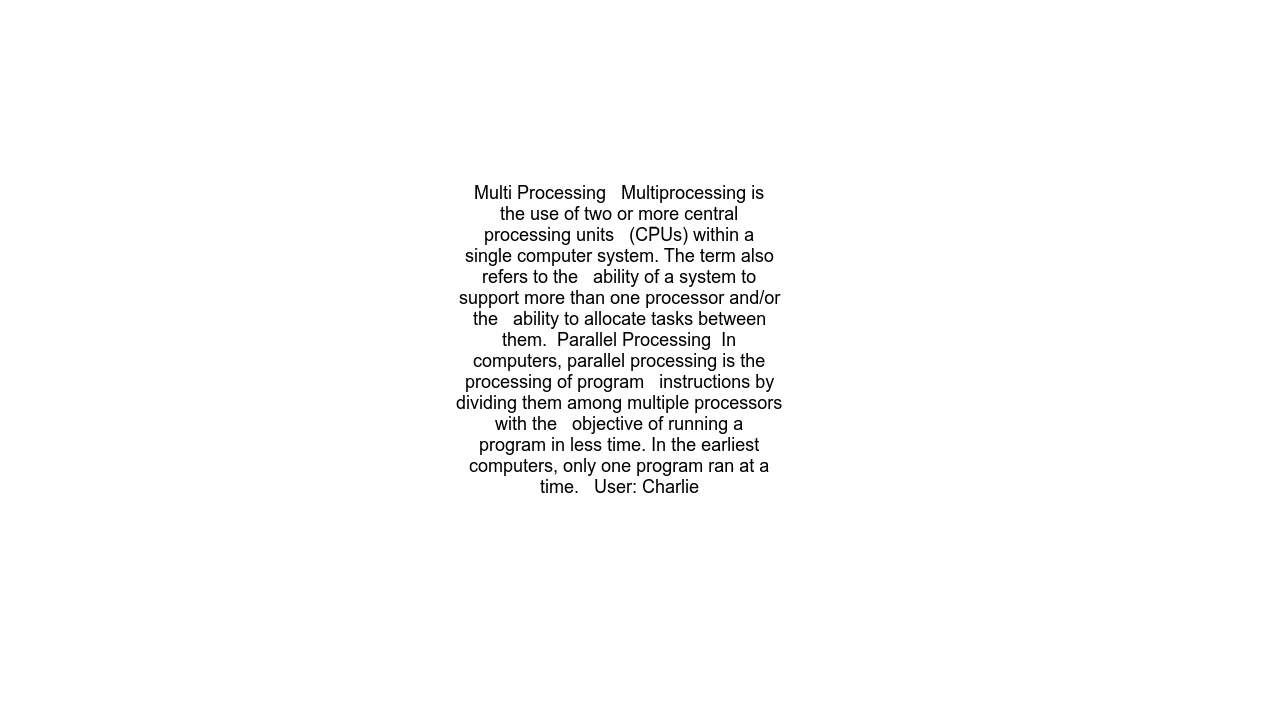 Multi Processing   Multiprocessing is
the use of two or more central
processing units   (CPUs) within a
single computer system. The term also
refers to the   ability of a system to
support more than one processor and/or
the   ability to allocate tasks between
them.  Parallel Processing  In
computers, parallel processing is the
processing of program   instructions by
dividing them among multiple processors
with the   objective of running a
program in less time. In the earliest
computers, only one program ran at a
time.   User: Charlie